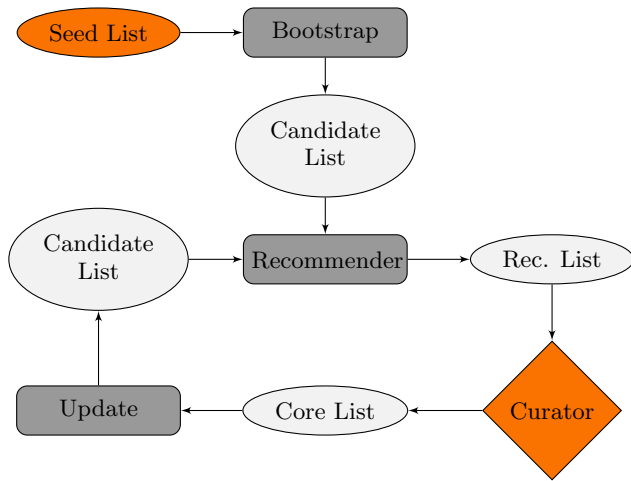 Seed List
Bootstrap
Candidate
List
Candidate
List
Recommender
Rec. List
Update
Core List
Curator